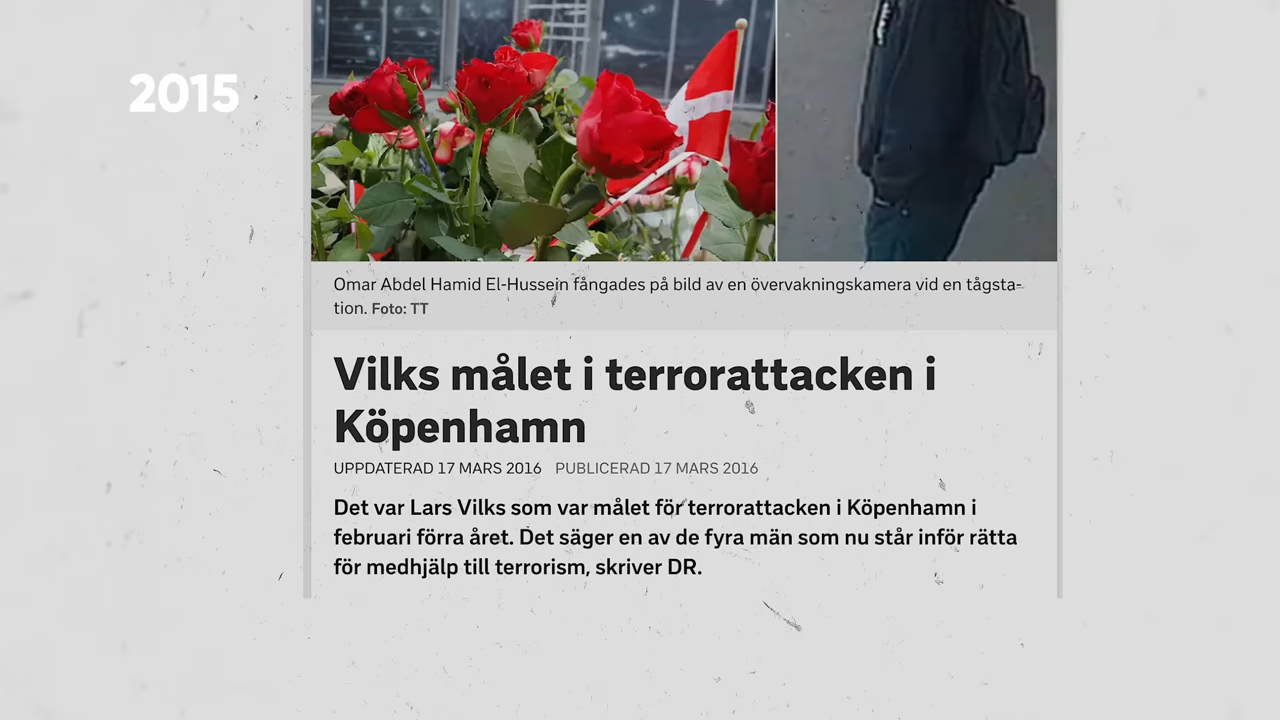 2015
Omar Abdel Hamid El-Hussein fångades på bild av en övervakningskamera vid en tågsta-
tion. Foto: TT
Vilks målet i terrorattacken i
Köpenhamn
UPPDATERAD 17 MARS 2016 PUBLICERAD 17 MARS 2016
Det var Lars Vilks som var målet för terrorattacken i Köpenhamn i
februari förra året. Det säger en av de fyra män som nu står inför rätta
för medhjälp till terrorism, skriver DR.